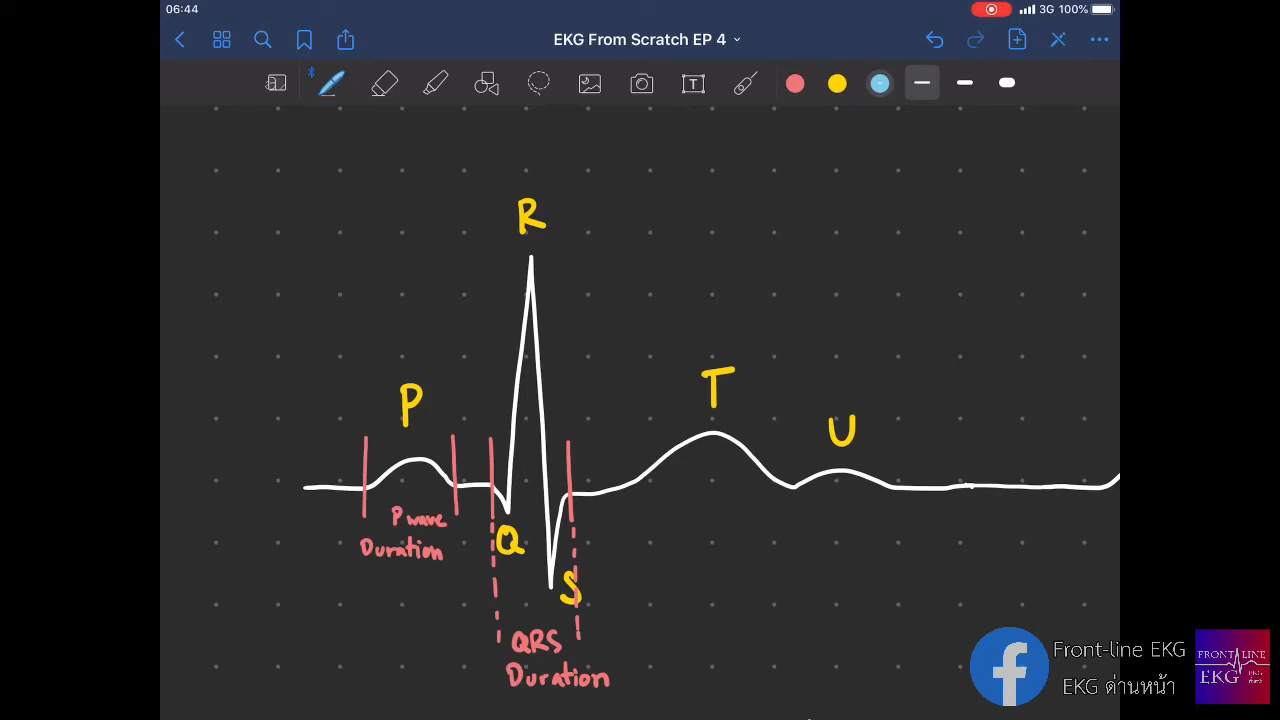 06:44
3G 100%
EKG From Scratch EP 4
T
R
P
T
U
P wave
Duration
Q
S
QRS
Duration
Front-line EKG
EKG ด่านหน้า
FRONT LINE
EKG